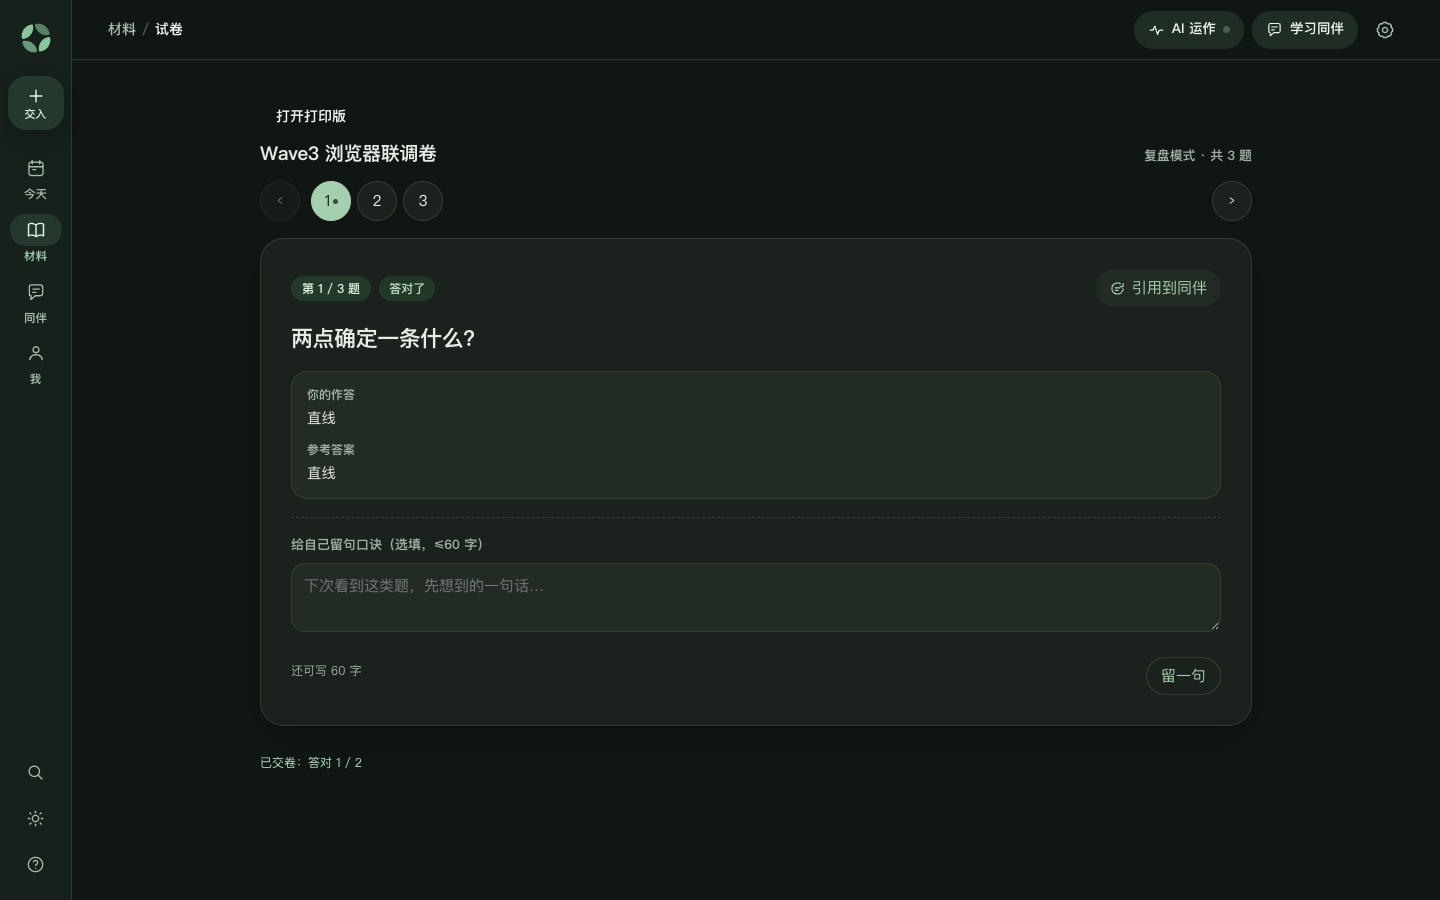 材料 / 试卷
AI 运作
学习同伴
交入
今天
材料
同伴
我
打开打印版
Wave3 浏览器联调卷
复盘模式 · 共 3 题
1
2
3
第 1 / 3 题
答对了
引用到同伴
两点确定一条什么?
你的作答
直线
参考答案
直线
给自己留句口诀（选填，≤60 字）
下次看到这类题，先想到的一句话…
还可写 60 字
留一句
已交卷：答对 1 / 2